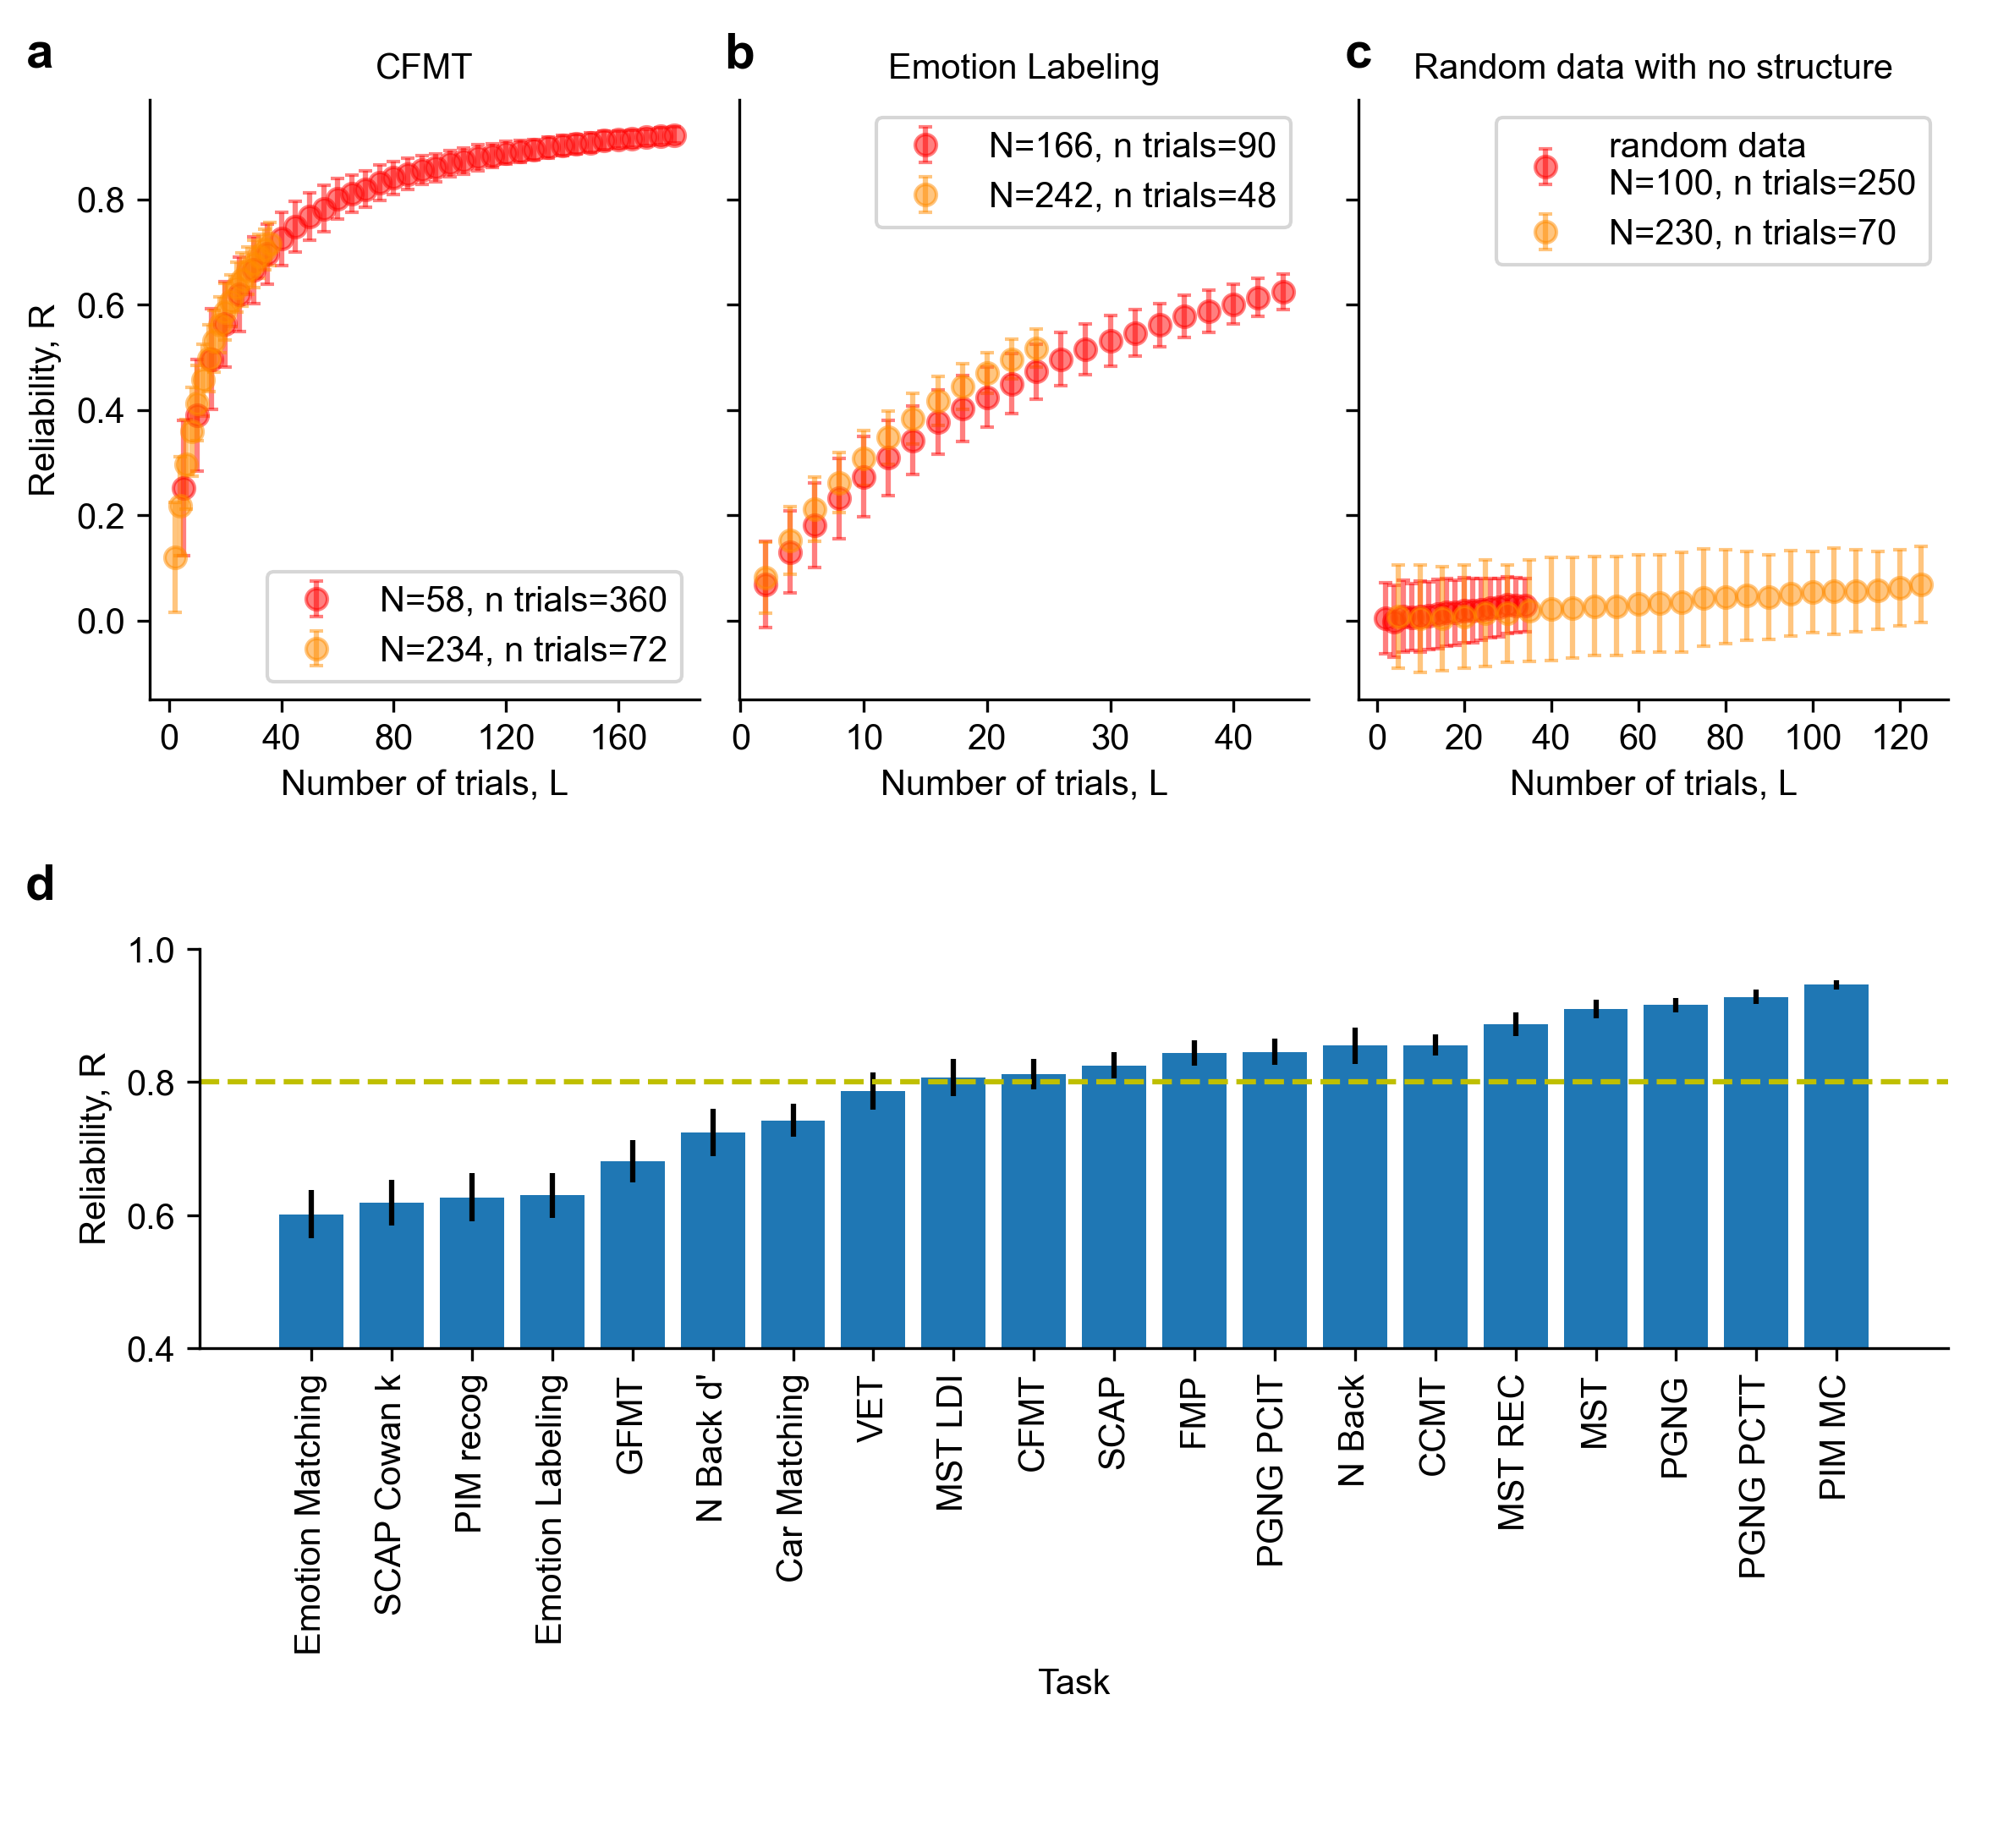 a
CFMT
Reliability, R
0.8
0.6
0.4
0.2
0.0
N=58, n trials=360
N=234, n trials=72
0 40 80 120 160
Number of trials, L
b
Emotion Labeling
N=166, n trials=90
N=242, n trials=48
0 10 20 30 40
Number of trials, L
c
Random data with no structure
random data
N=100, n trials=250
N=230, n trials=70
0 20 40 60 80 100 120
Number of trials, L
d
Reliability, R
1.0
0.8
0.6
0.4
Emotion Matching
SCAP Cowan k
PIM recog
Emotion Labeling
GFMT
N Back d'
Car Matching
VET
MST LDI
CFMT
SCAP
FMP
PGNG PCIT
N Back
CCMT
MST REC
MST
PGNG
PGNG PCTT
PIM MC
Task